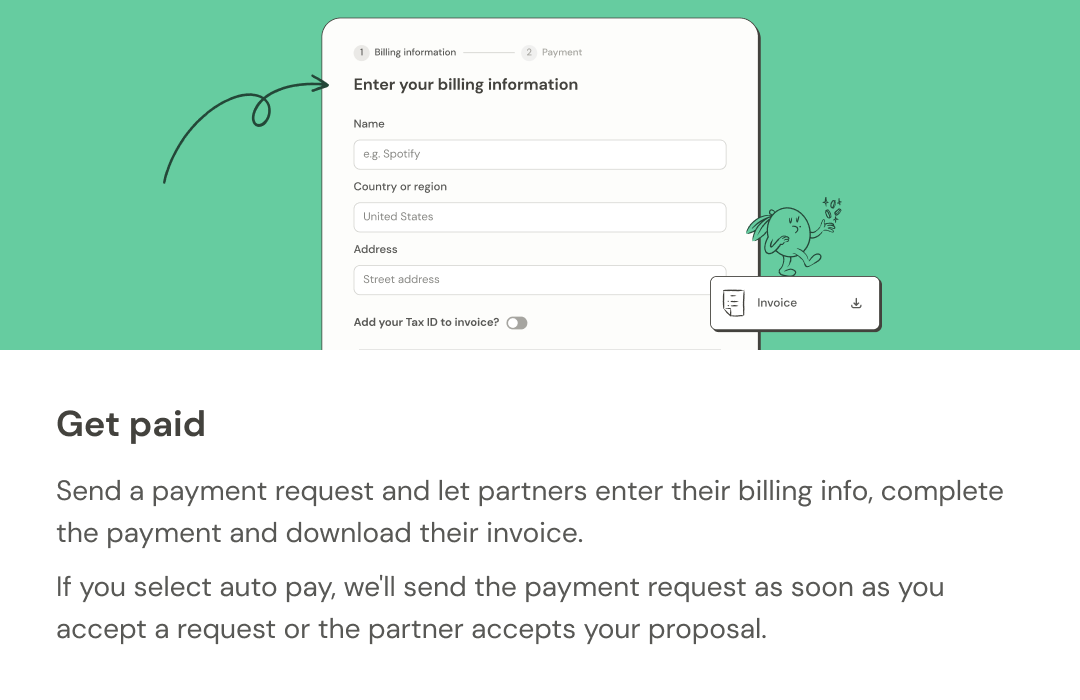 1 Billing information 2 Payment
Enter your billing information
Name
e.g. Spotify
Country or region
United States
Address
Street address
Invoice
Add your Tax ID to invoice?
Get paid
Send a payment request and let partners enter their billing info, complete
the payment and download their invoice.
If you select auto pay, we'll send the payment request as soon as you
accept a request or the partner accepts your proposal.